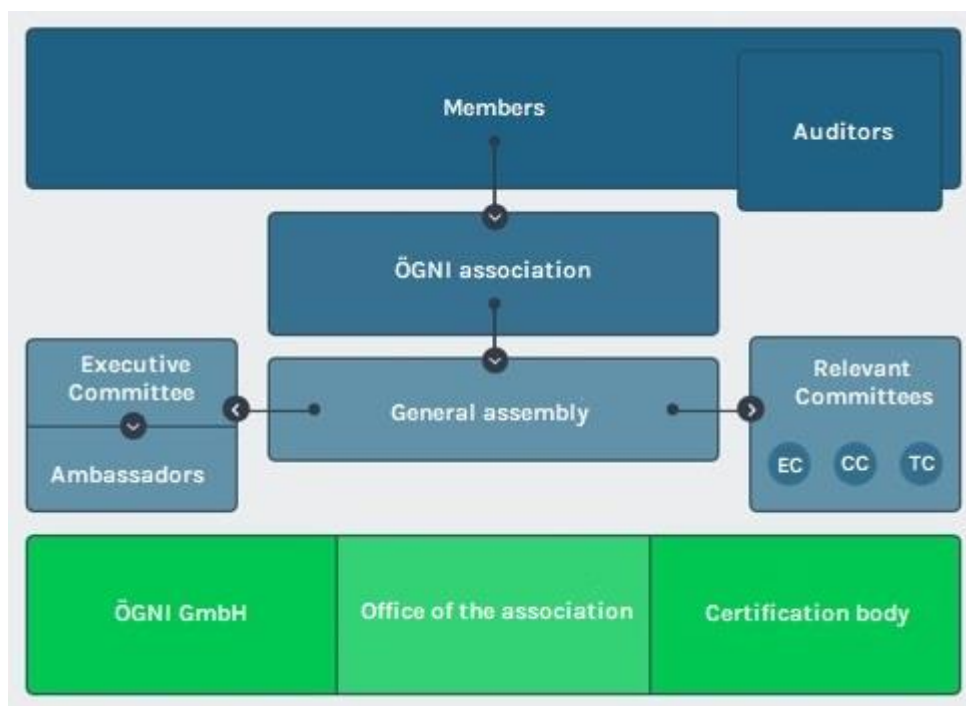 Members
Auditors
ÖGNI association
Executive
Committee
General assembly
Relevant
Committees
Ambassadors
EC
CC
TC
ÖGNI GmbH
Office of the association
Certification body